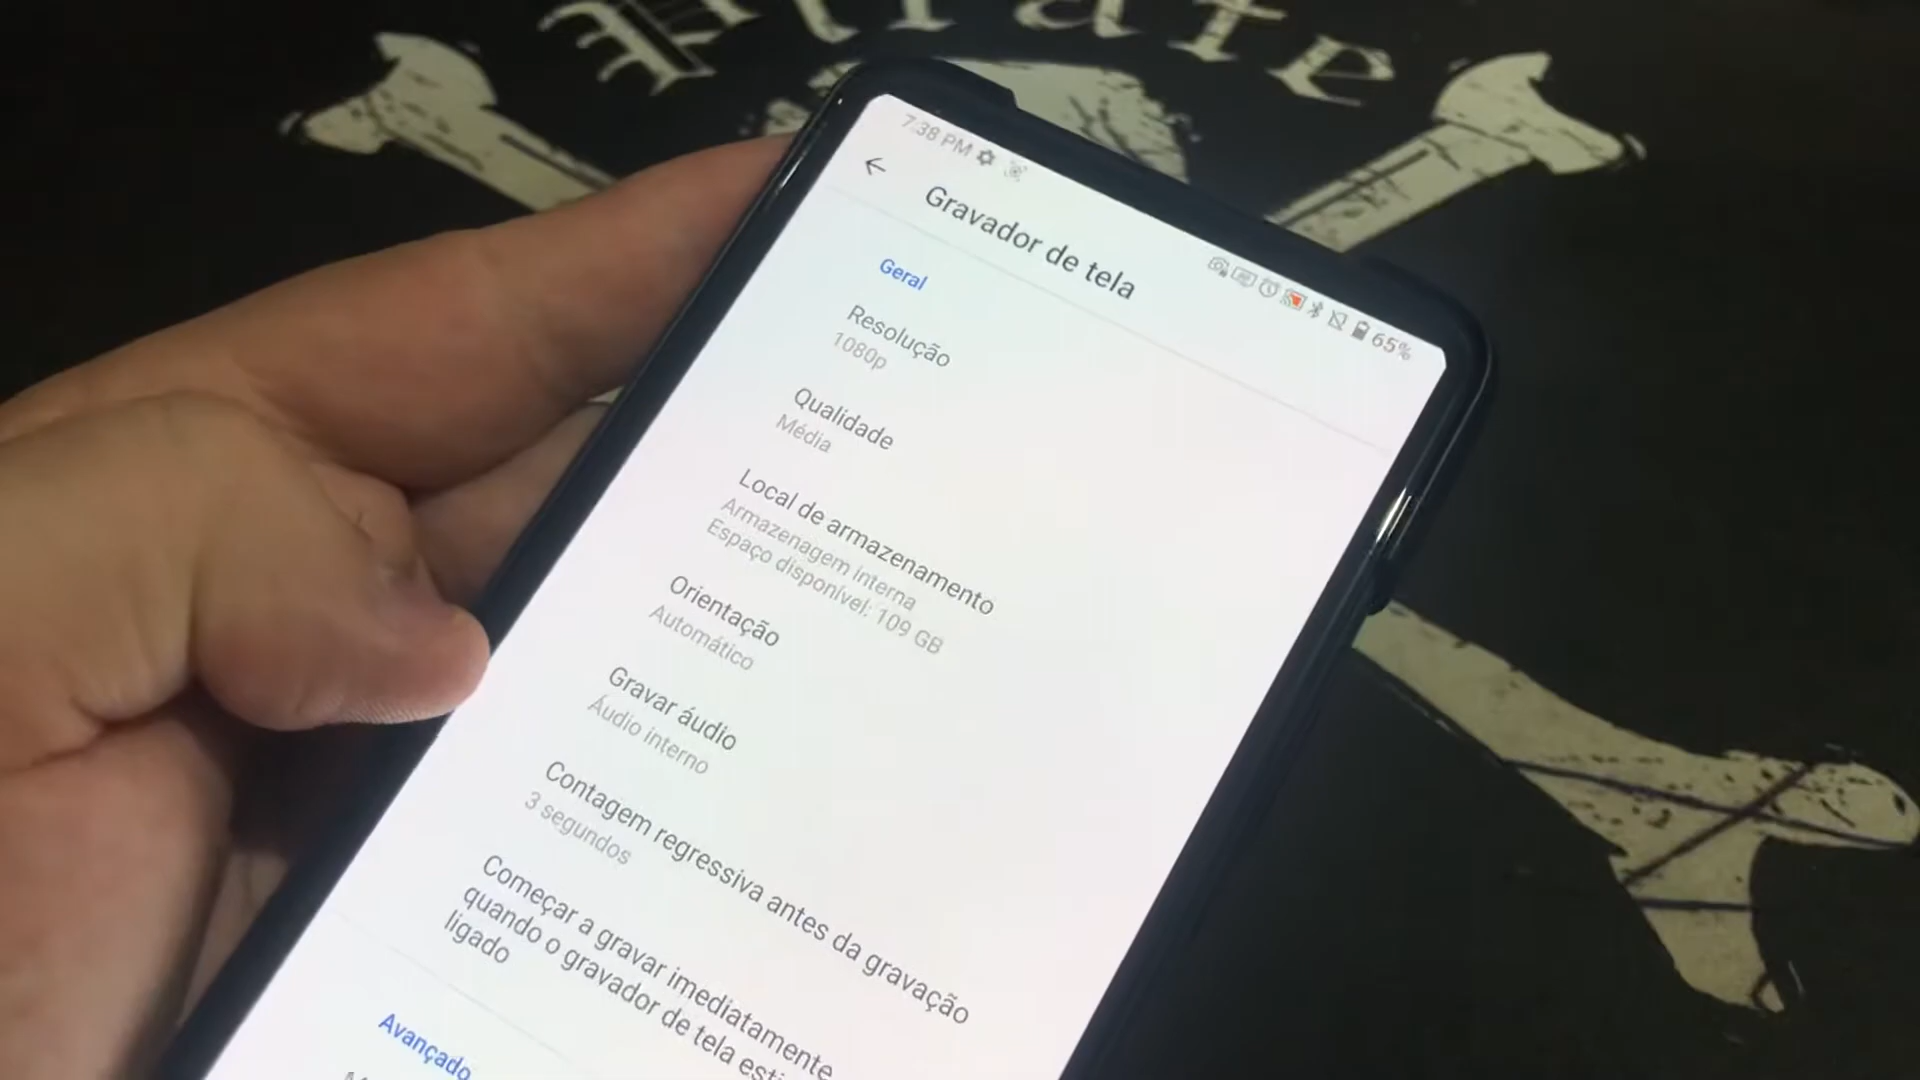 Pirate
7:38 PM
65%
Gravador de tela
Geral
Resolução
1080p
Qualidade
Média
Local de armazenamento
Armazenagem interna
Espaço disponível: 109 GB
Orientação
Automático
Gravar áudio
Áudio interno
Contagem regressiva antes da gravação
3 segundos
Começar a gravar imediatamente
quando o gravador de tela
ligado
Avançado